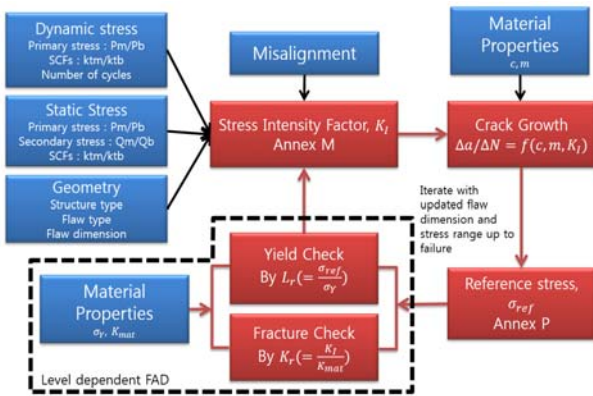 Dynamic stress
Primary stress : Pm/Pb
SCFs : ktm/ktb
Number of cycles
Misalignment
Material
Properties
c, m
Static Stress
Primary stress : Pm/Pb
Secondary stress : Qm/Qb
SCFs : ktm/ktb
Stress Intensity Factor, K_I
Annex M
Crack Growth
Δa/ΔN = f(c, m, K_I)
Geometry
Structure type
Flaw type
Flaw dimension
Iterate with
updated flaw
dimension and
stress range up to
failure
Yield Check
By L_r(= σ_ref/σ_Y)
Material
Properties
σ_Y, K_mat
Fracture Check
By K_r(= K_I/K_mat)
Reference stress,
σ_ref
Annex P
Level dependent FAD